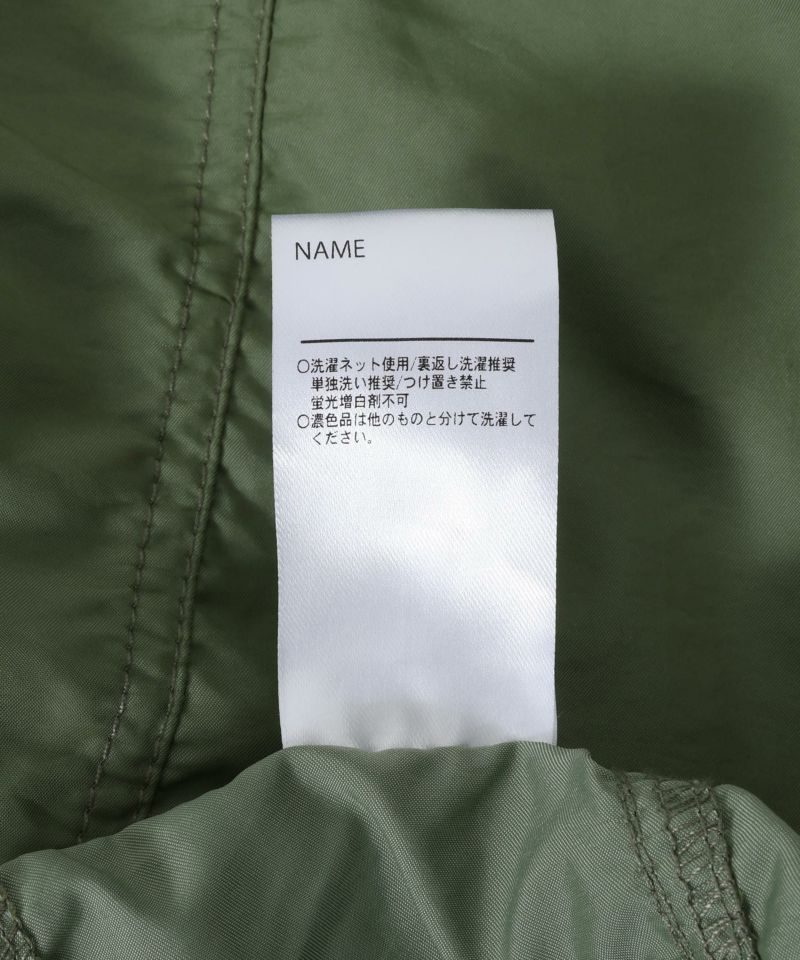 NAME
○洗濯ネット使用/裏返し洗濯推奨
単独洗い推奨/つけ置き禁止
蛍光増白剤不可
○濃色品は他のものと分けて洗濯して
ください。